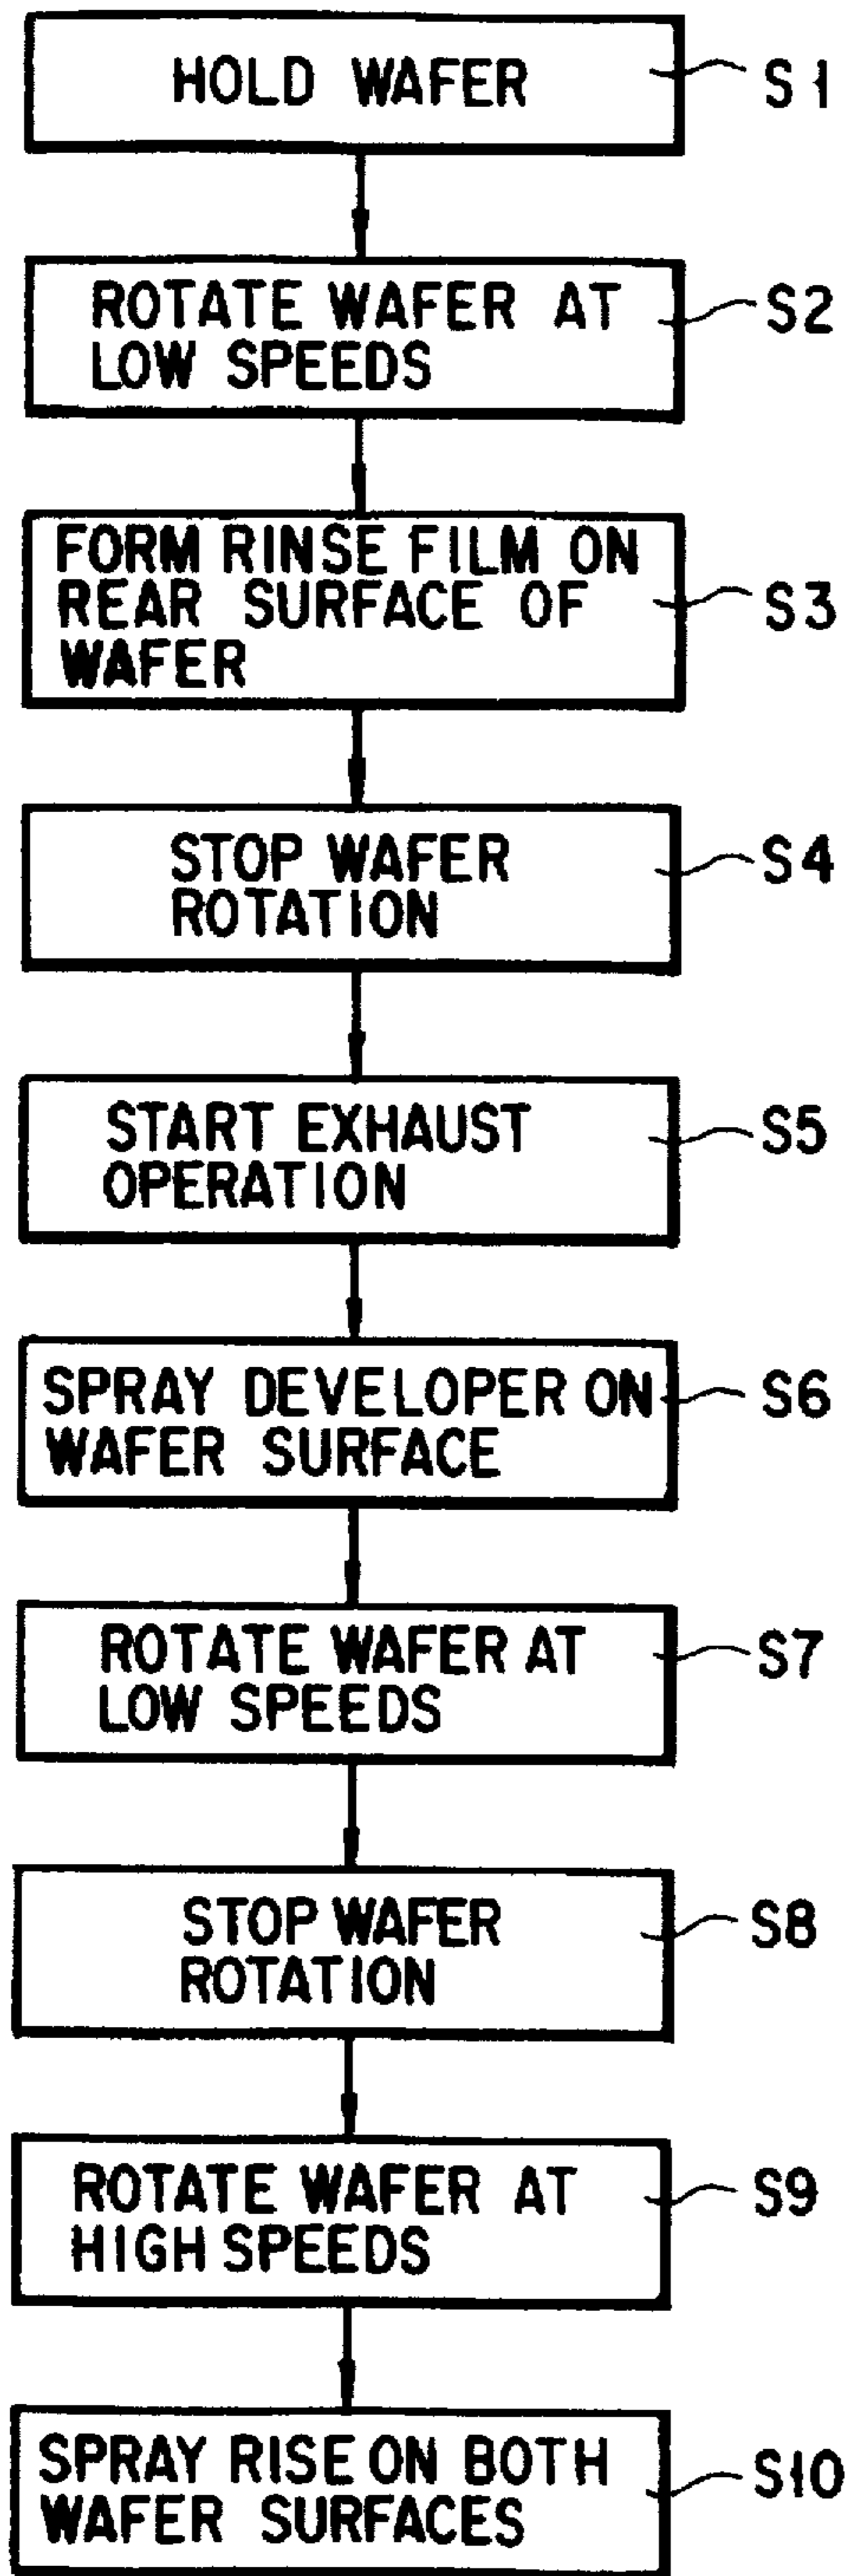 HOLD WAFER
S1
ROTATE WAFER AT
LOW SPEEDS
S2
FORM RINSE FILM ON
REAR SURFACE OF
WAFER
S3
STOP WAFER
ROTATION
S4
START EXHAUST
OPERATION
S5
SPRAY DEVELOPER ON
WAFER SURFACE
S6
ROTATE WAFER AT
LOW SPEEDS
S7
STOP WAFER
ROTATION
S8
ROTATE WAFER AT
HIGH SPEEDS
S9
SPRAY RISE ON BOTH
WAFER SURFACES
S10